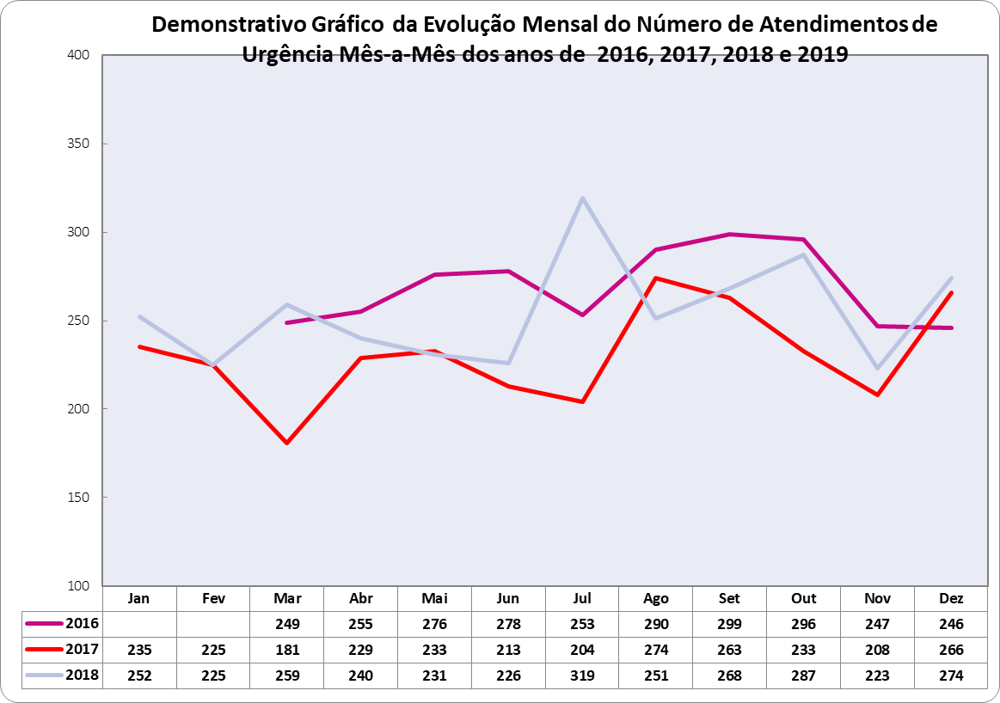 Demonstrativo Gráfico da Evolução Mensal do Número de Atendimentos de
Urgência Mês-a-Mês dos anos de 2016, 2017, 2018 e 2019
400
350
300
250
200
150
100
Jan Fev Mar Abr Mai Jun Jul Ago Set Out Nov Dez
2016 249 255 276 278 253 290 299 296 247 246
2017 235 225 181 229 233 213 204 274 263 233 208 266
2018 252 225 259 240 231 226 319 251 268 287 223 274